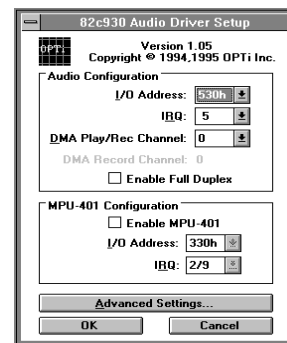 82c930 Audio Driver Setup
OPTi
Version 1.05
Copyright © 1994,1995 OPTi Inc.
Audio Configuration
I/O Address: 530h
IRQ: 5
DMA Play/Rec Channel: 0
DMA Record Channel: 0
Enable Full Duplex
MPU-401 Configuration
Enable MPU-401
I/O Address: 330h
IRQ: 2/9
Advanced Settings...
OK Cancel